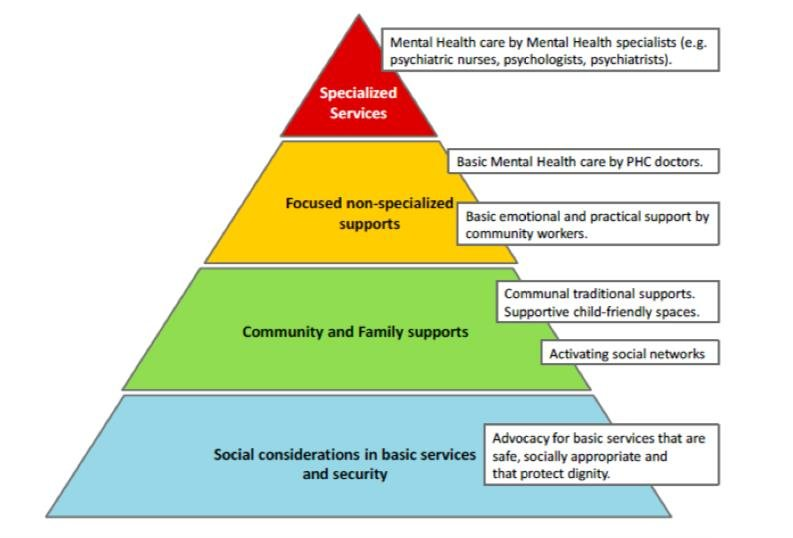 Mental Health care by Mental Health specialists (e.g.
psychiatric nurses, psychologists, psychiatrists).
Specialized
Services
Basic Mental Health care by PHC doctors.
Focused non-specialized
supports
Basic emotional and practical support by
community workers.
Communal traditional supports.
Supportive child-friendly spaces.
Community and Family supports
Activating social networks
Social considerations in basic services
and security
Advocacy for basic services that are
safe, socially appropriate and
that protect dignity.